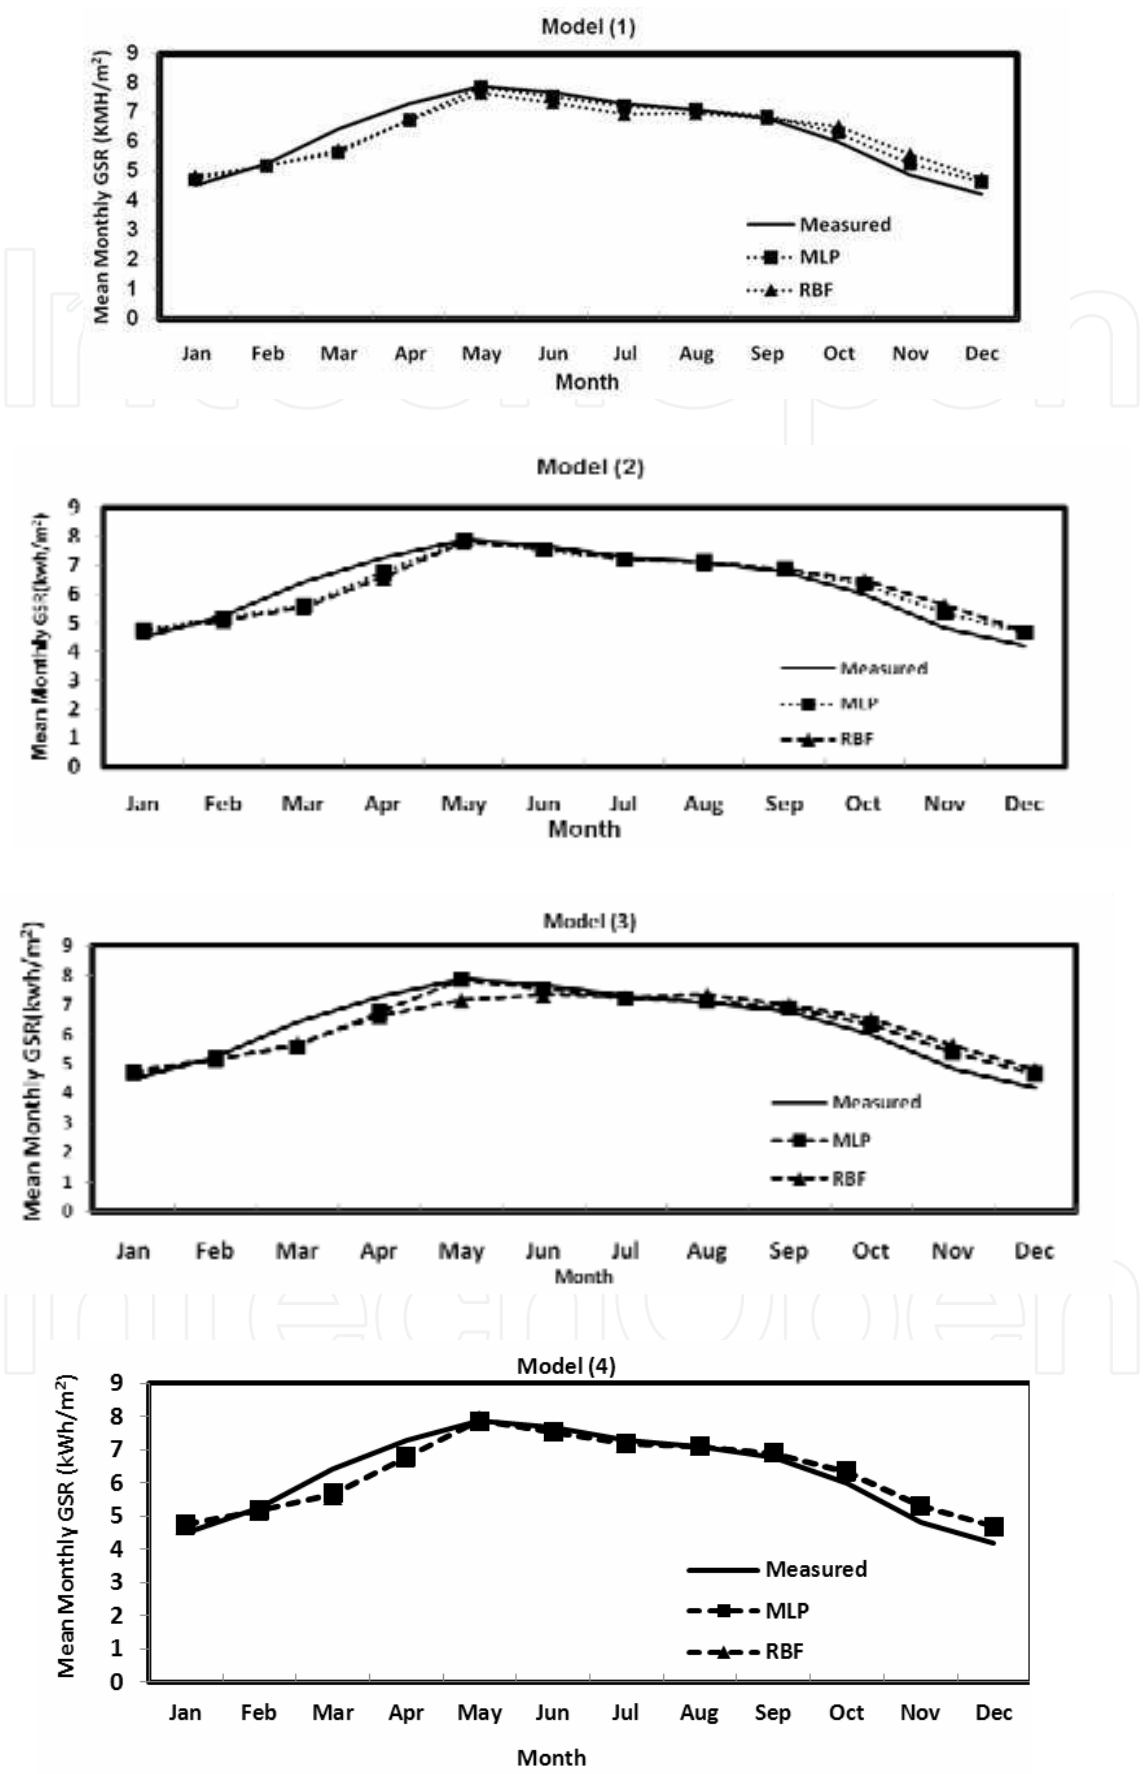 Model (1)
Mean Monthly GSR (KMH/m²)
9
8
7
6
5
4
3
2
1
0
Measured
MLP
RBF
Jan Feb Mar Apr May Jun Jul Aug Sep Oct Nov Dec
Month
Model (2)
Mean Monthly GSR(kwh/m²)
9
8
7
6
5
4
3
2
1
0
Measured
MLP
RBF
Jan Feb Mar Apr May Jun Jul Aug Sep Oct Nov Dec
Month
Model (3)
Mean Monthly GSR(kwh/m²)
9
8
7
6
5
4
3
2
1
0
Measured
MLP
RBF
Jan Feb Mar Apr May Jun Jul Aug Sep Oct Nov Dec
Month
InTechOpen
Model (4)
Mean Monthly GSR (kWh/m²)
9
8
7
6
5
4
3
2
1
0
Measured
MLP
RBF
Jan Feb Mar Apr May Jun Jul Aug Sep Oct Nov Dec
Month